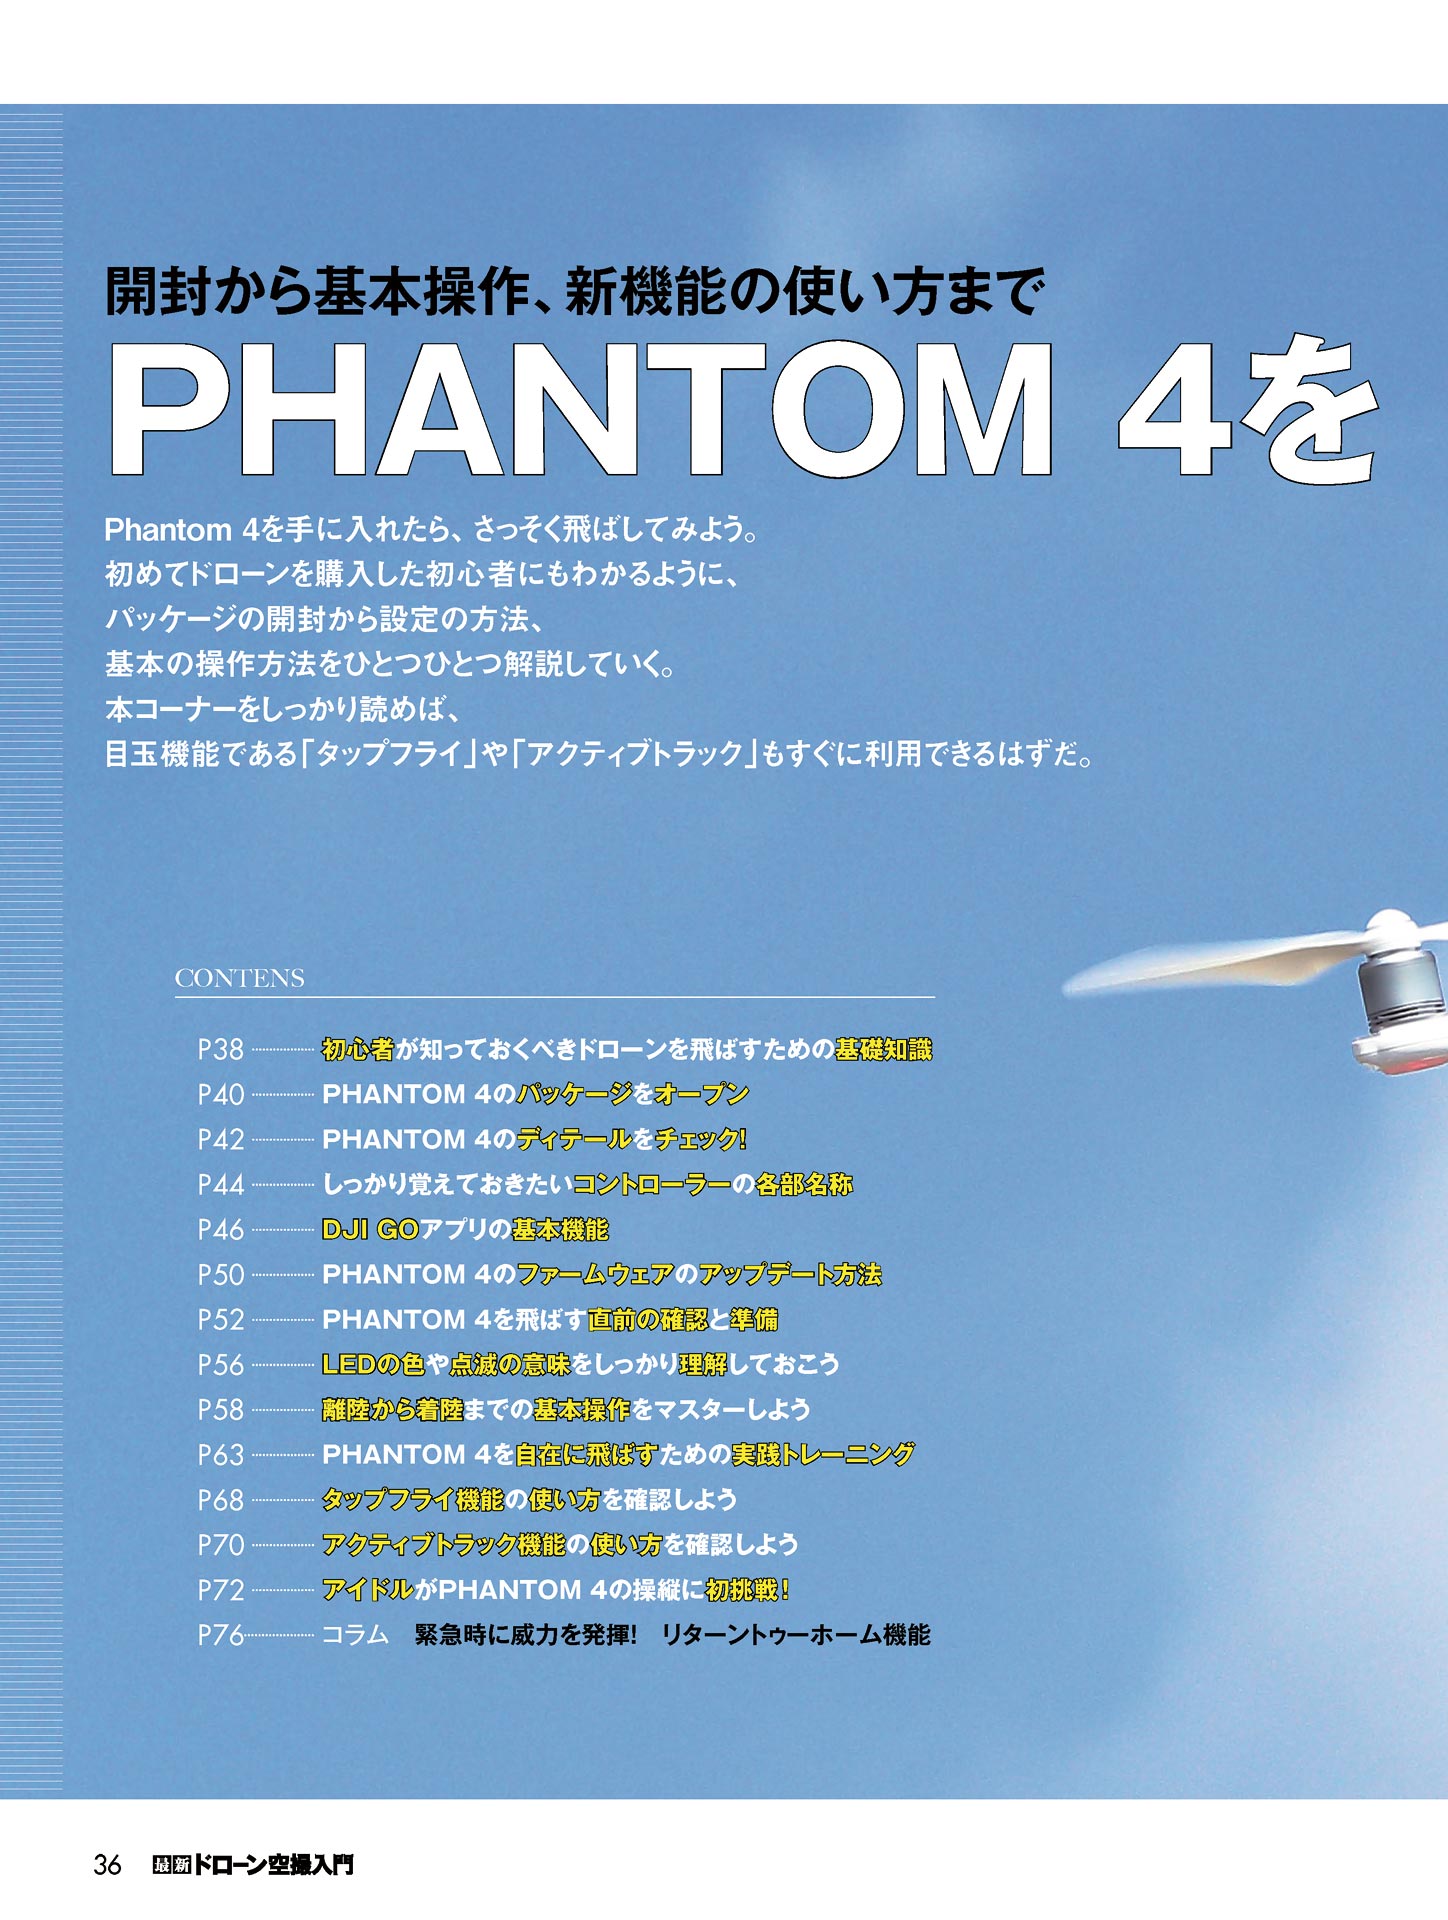 開封から基本操作、新機能の使い方まで
PHANTOM 4を
Phantom 4を手に入れたら、さっそく飛ばしてみよう。
初めてドローンを購入した初心者にもわかるように、
パッケージの開封から設定の方法、
基本の操作方法をひとつひとつ解説していく。
本コーナーをしっかり読めば、
目玉機能である「タップフライ」や「アクティブトラック」もすぐに利用できるはずだ。
CONTENS
P38 初心者が知っておくべきドローンを飛ばすための基礎知識
P40 PHANTOM 4のパッケージをオープン
P42 PHANTOM 4のディテールをチェック!
P44 しっかり覚えておきたいコントローラーの各部名称
P46 DJI GOアプリの基本機能
P50 PHANTOM 4のファームウェアのアップデート方法
P52 PHANTOM 4を飛ばす直前の確認と準備
P56 LEDの色や点滅の意味をしっかり理解しておこう
P58 離陸から着陸までの基本操作をマスターしよう
P63 PHANTOM 4を自在に飛ばすための実践トレーニング
P68 タップフライ機能の使い方を確認しよう
P70 アクティブトラック機能の使い方を確認しよう
P72 アイドルがPHANTOM 4の操縦に初挑戦!
P76 コラム 緊急時に威力を発揮! リターントゥーホーム機能
36 最新ドローン空撮入門